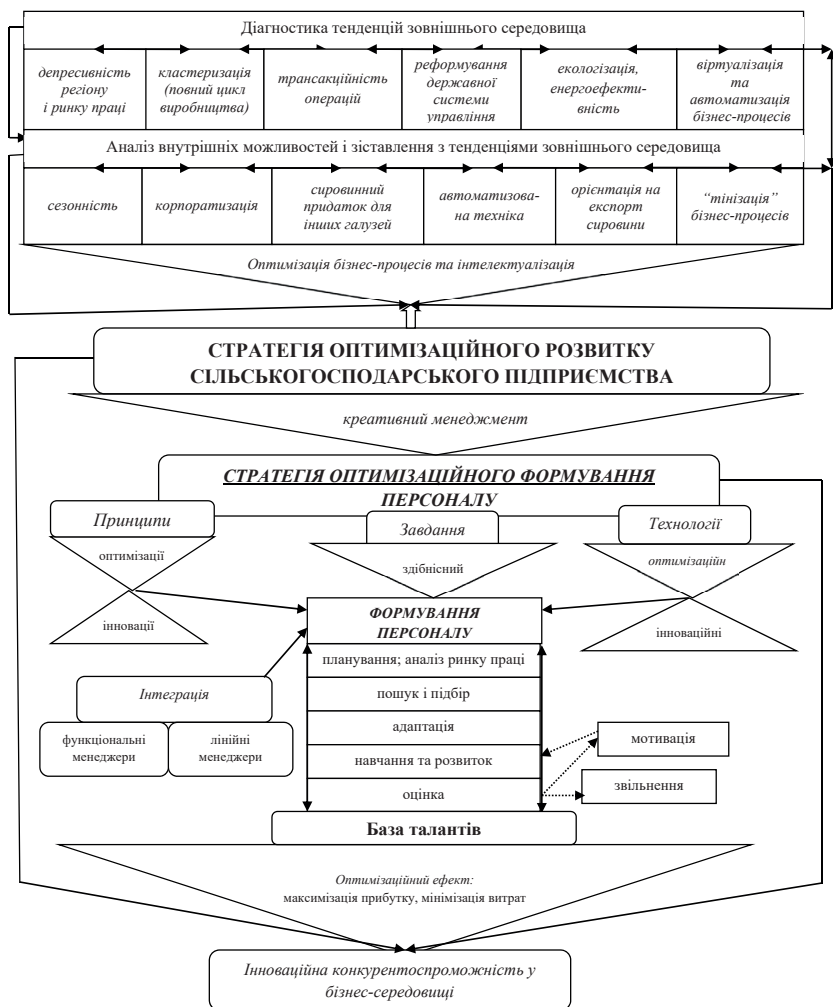 Діагностика тенденцій зовнішнього середовища
депресивність
регіону
і ринку праці
кластеризація
(повний цикл
виробництва)
трансакційність
операцій
реформування
державної
системи
управління
екологізація,
енергоефекти-
вність
віртуалізація
та
автоматизація
бізнес-процесів
Аналіз внутрішніх можливостей і зіставлення з тенденціями зовнішнього середовища
сезонність
корпоратизація
сировинний
придаток для
інших галузей
автоматизова-
на техніка
орієнтація на
експорт
сировини
“тінізація”
бізнес-процесів
Оптимізація бізнес-процесів та інтелектуалізація
СТРАТЕГІЯ ОПТИМІЗАЦІЙНОГО РОЗВИТКУ
СІЛЬСЬКОГОСПОДАРСЬКОГО ПІДПРИЄМСТВА
креативний менеджмент
СТРАТЕГІЯ ОПТИМІЗАЦІЙНОГО ФОРМУВАННЯ
ПЕРСОНАЛУ
Принципи
оптимізації
інновації
Завдання
здібнісний
Технології
оптимізаційн
інноваційні
ФОРМУВАННЯ
ПЕРСОНАЛУ
планування; аналіз ринку праці
пошук і підбір
адаптація
навчання та розвиток
оцінка
Інтеграція
функціональні
менеджери
лінійні
менеджери
мотивація
звільнення
База талантів
Оптимізаційний ефект:
максимізація прибутку, мінімізація витрат
Інноваційна конкурентоспроможність у
бізнес-середовищі